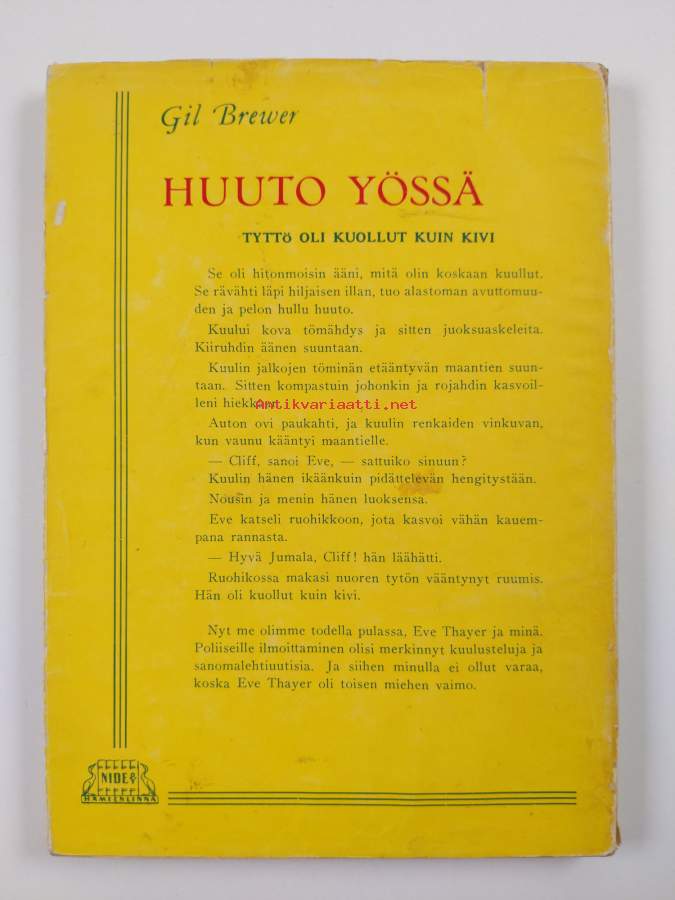 Gil Brewer
HUUTO YÖSSÄ
TYTTÖ OLI KUOLLUT KUIN KIVI
Se oli hitonmoisin ääni, mitä olin koskaan kuullut.
Se rävähti läpi hiljaisen illan, tuo alastoman avuttomuu-
den ja pelon hullu huuto.
Kuului kova tömähdys ja sitten juoksuaskeleita.
Kiiruhdin äänen suuntaan.
Kuulin jalkojen töminän etääntyvän maantien suun-
taan. Sitten kompastuin johonkin ja rojahdin kasvoil-
leni
Antikvariaatti.net
Auton ovi paukahti, ja kuulin renkaiden vinkuvan,
kun vaunu kääntyi maantielle.
— Cliff, sanoi Eve, — sattuiko sinuun?
Kuulin hänen ikäänkuin pidättelevän hengitystään.
Nousin ja menin hänen luoksensa.
Eve katseli ruohikkoon, jota kasvoi vähän kauem-
pana rannasta.
— Hyvä Jumala, Cliff! hän läähätti.
Ruohikossa makasi nuoren tytön vääntynyt ruumis.
Hän oli kuollut kuin kivi.
Nyt me olimme todella pulassa, Eve Thayer ja minä.
Poliiseille ilmoittaminen olisi merkinnyt kuulusteluja ja
sanomalehtiuutisia. Ja siihen minulla ei ollut varaa,
koska Eve Thayer oli toisen miehen vaimo.
HÄMEENLINNA